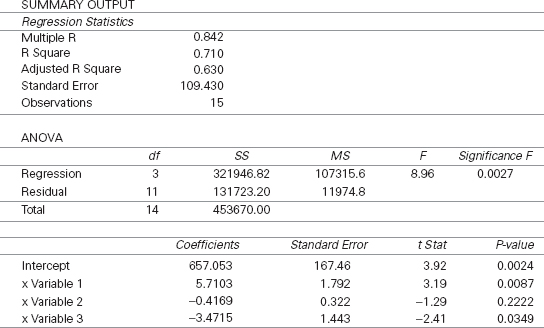 SUMMARY OUTPUT
Regression Statistics
Multiple R 0.842
R Square 0.710
Adjusted R Square 0.630
Standard Error 109.430
Observations 15
ANOVA
df SS MS F Significance F
Regression 3 321946.82 107315.6 8.96 0.0027
Residual 11 131723.20 11974.8
Total 14 453670.00
Coefficients Standard Error t Stat P-value
Intercept 657.053 167.46 3.92 0.0024
x Variable 1 5.7103 1.792 3.19 0.0087
x Variable 2 −0.4169 0.322 −1.29 0.2222
x Variable 3 −3.4715 1.443 −2.41 0.0349